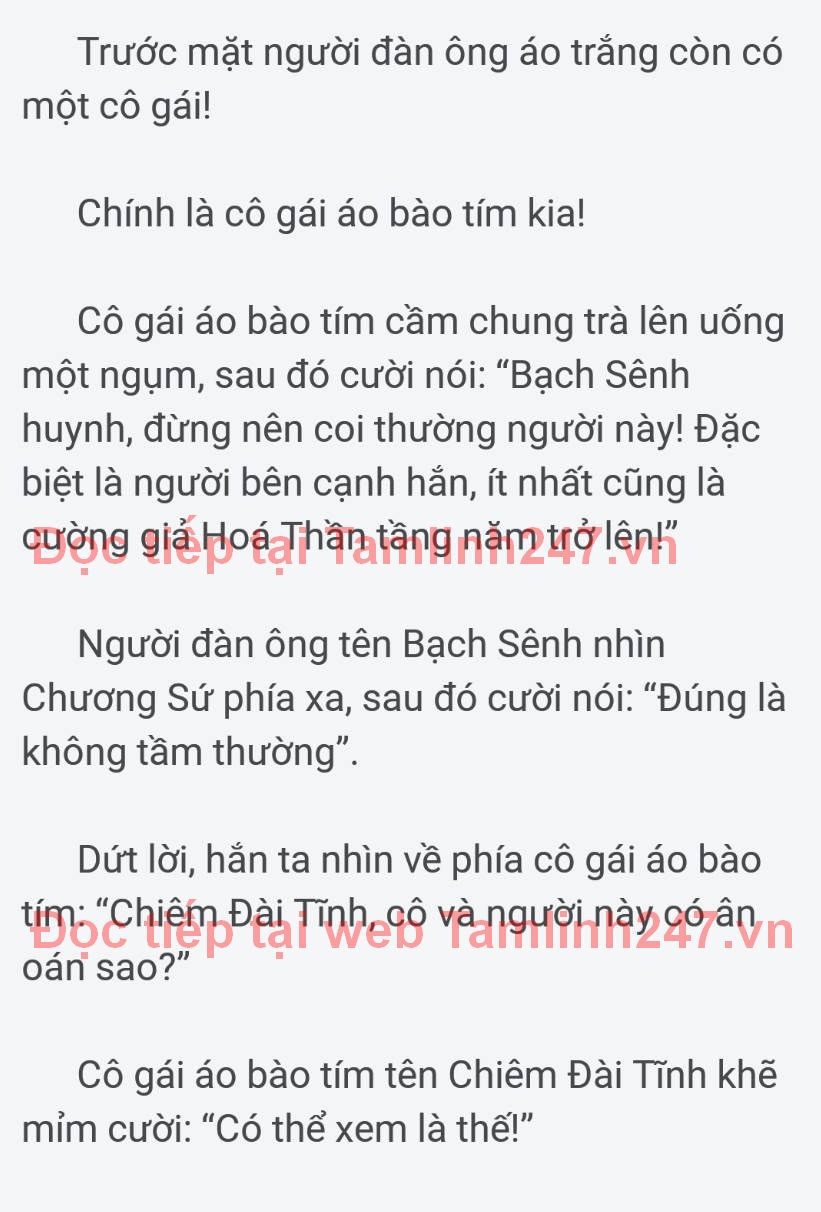 Trước mặt người đàn ông áo trắng còn có
một cô gái!
Chính là cô gái áo bào tím kia!
Cô gái áo bào tím cầm chung trà lên uống
một ngụm, sau đó cười nói: “Bạch Sênh
huynh, đừng nên coi thường người này! Đặc
biệt là người bên cạnh hắn, ít nhất cũng là
cường giả Hoá Thần tầng năm trở lên!”
Đọc tiếp tại Tamlinh247.vn
Người đàn ông tên Bạch Sênh nhìn
Chương Sứ phía xa, sau đó cười nói: “Đúng là
không tầm thường”.
Dứt lời, hắn ta nhìn về phía cô gái áo bào
tím: “Chiêm Đài Tĩnh, cô và người này có ân
Đọc tiếp tại web Tamlinh247.vn
oán sao?”
Cô gái áo bào tím tên Chiêm Đài Tĩnh khẽ
mỉm cười: “Có thể xem là thế!”